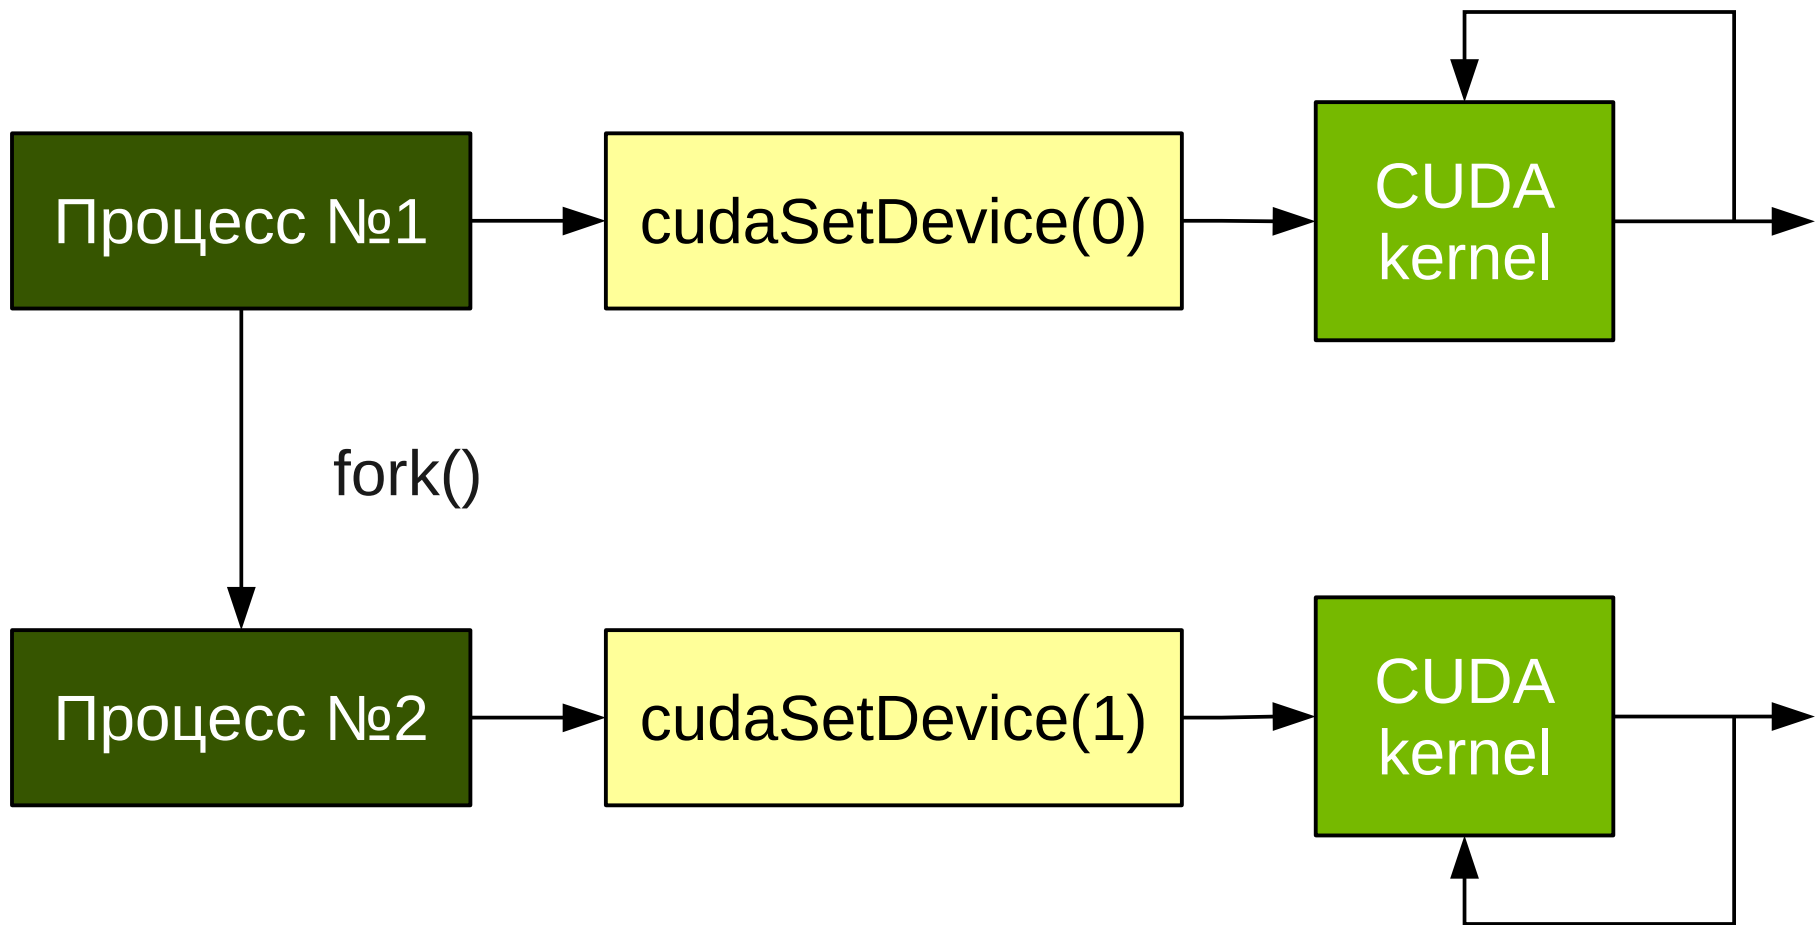 Процесс №1
cudaSetDevice(0)
CUDA
kernel
fork()
Процесс №2
cudaSetDevice(1)
CUDA
kernel